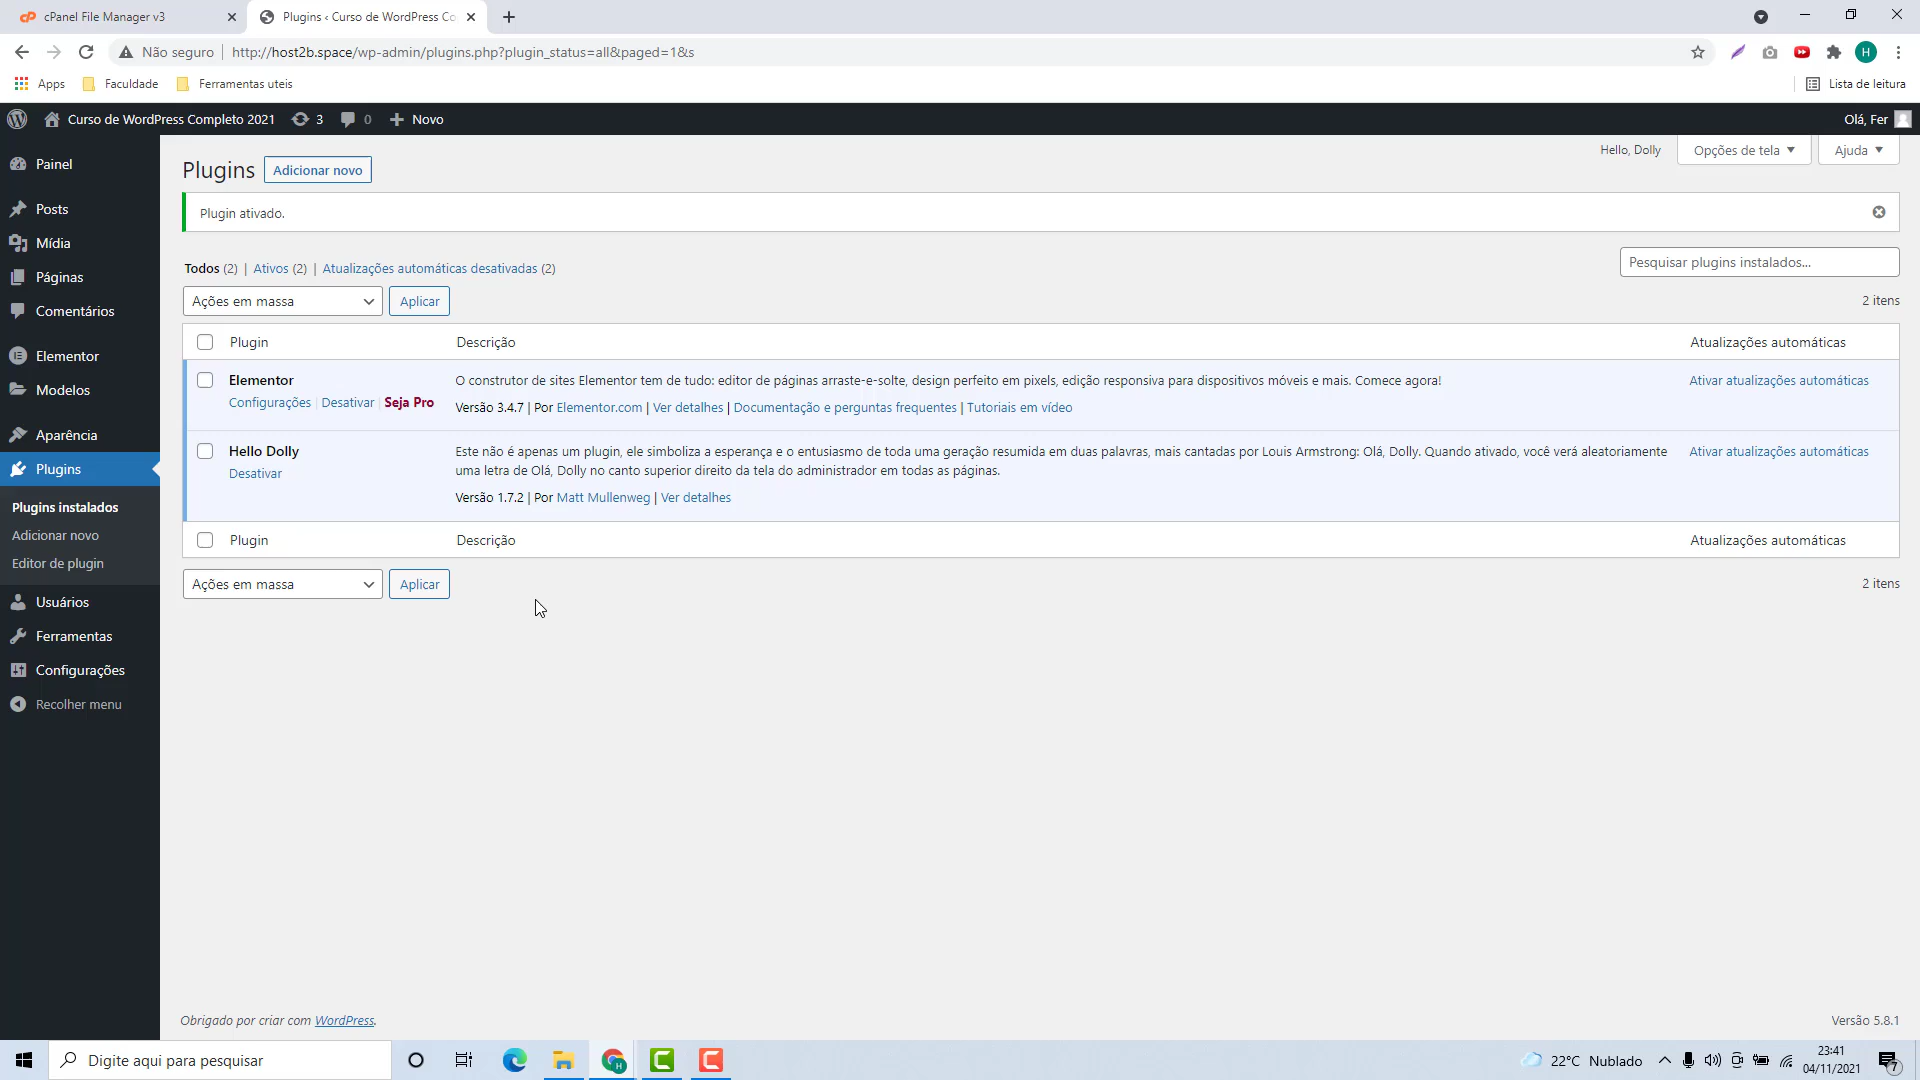 cPanel File Manager v3
Plugins ‹ Curso de WordPress Co
Não seguro
http://host2b.space/wp-admin/plugins.php?plugin_status=all&paged=1&s
H
Apps
Faculdade
Ferramentas uteis
Lista de leitura
Curso de WordPress Completo 2021
3
0
Novo
Olá, Fer
Painel
Posts
Mídia
Páginas
Comentários
Elementor
Modelos
Aparência
Plugins
Plugins instalados
Adicionar novo
Editor de plugin
Usuários
Ferramentas
Configurações
Recolher menu
Hello, Dolly
Opções de tela
Ajuda
Plugins
Adicionar novo
Plugin ativado.
Todos (2) | Ativos (2) | Atualizações automáticas desativadas (2)
Pesquisar plugins instalados...
Ações em massa
Aplicar
2 itens
Plugin
Descrição
Atualizações automáticas
Elementor
Configurações | Desativar | Seja Pro
O construtor de sites Elementor tem de tudo: editor de páginas arraste-e-solte, design perfeito em pixels, edição responsiva para dispositivos móveis e mais. Comece agora!
Versão 3.4.7 | Por Elementor.com | Ver detalhes | Documentação e perguntas frequentes | Tutoriais em vídeo
Ativar atualizações automáticas
Hello Dolly
Desativar
Este não é apenas um plugin, ele simboliza a esperança e o entusiasmo de toda uma geração resumida em duas palavras, mais cantadas por Louis Armstrong: Olá, Dolly. Quando ativado, você verá aleatoriamente
uma letra de Olá, Dolly no canto superior direito da tela do administrador em todas as páginas.
Versão 1.7.2 | Por Matt Mullenweg | Ver detalhes
Ativar atualizações automáticas
Plugin
Descrição
Atualizações automáticas
Ações em massa
Aplicar
2 itens
Obrigado por criar com WordPress.
Versão 5.8.1
Digite aqui para pesquisar
22°C Nublado
23:41
04/11/2021
7